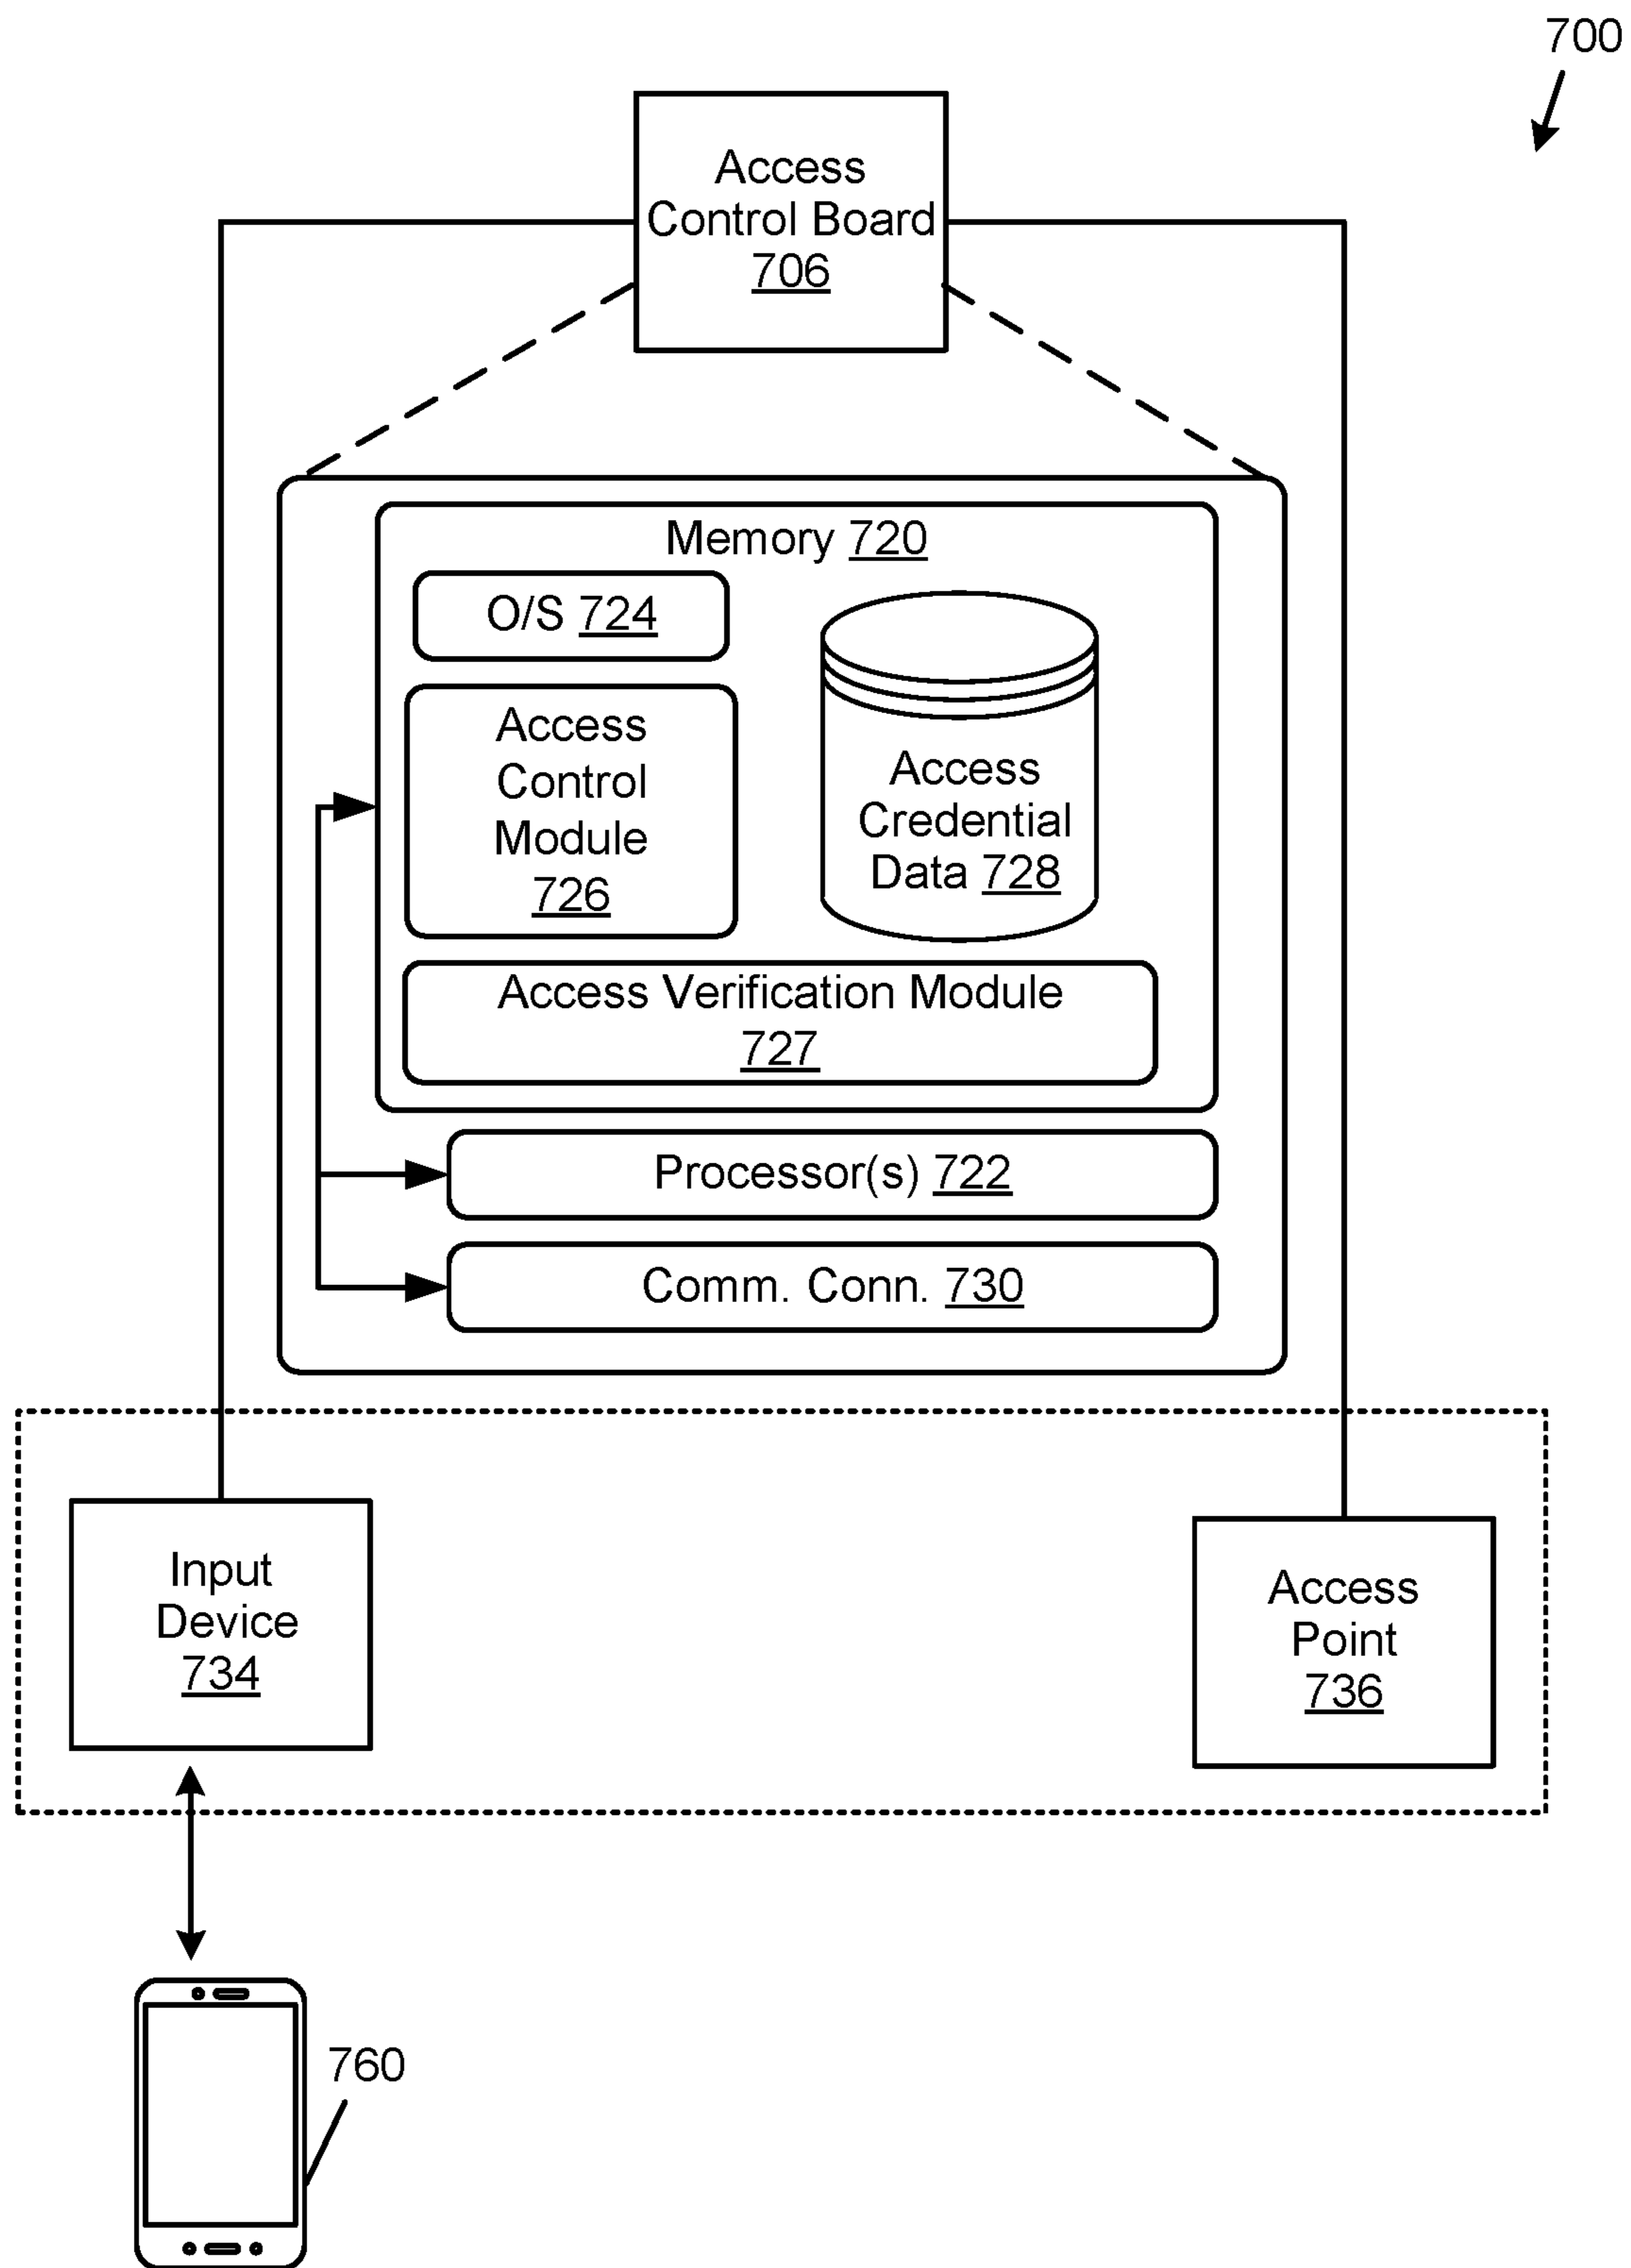 700
Access
Control Board
706
Memory 720
O/S 724
Access
Control
Module
726
Access
Credential
Data 728
Access Verification Module
727
Processor(s) 722
Comm. Conn. 730
Input
Device
734
Access
Point
736
760